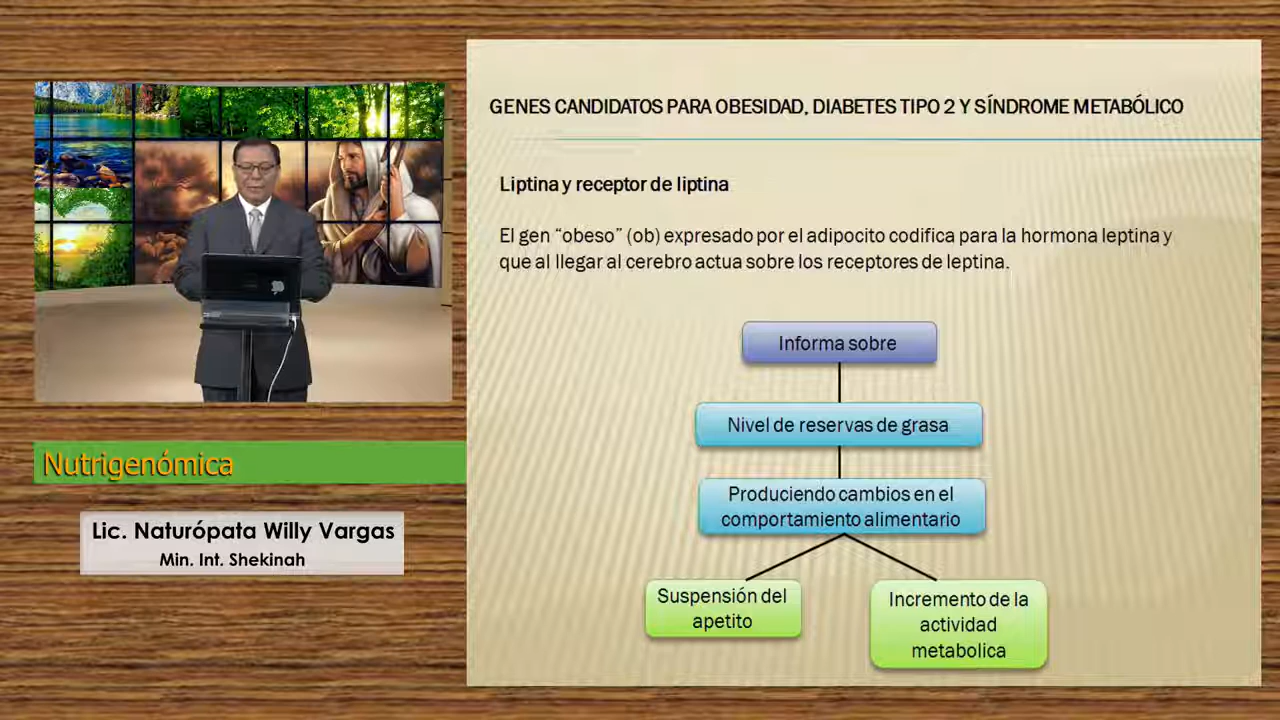 GENES CANDIDATOS PARA OBESIDAD, DIABETES TIPO 2 Y SÍNDROME METABÓLICO
Liptina y receptor de liptina
El gen “obeso” (ob) expresado por el adipocito codifica para la hormona leptina y
que al llegar al cerebro actua sobre los receptores de leptina.
Informa sobre
Nivel de reservas de grasa
Produciendo cambios en el
comportamiento alimentario
Suspensión del
apetito
Incremento de la
actividad
metabolica
Nutrigenómica
Lic. Naturópata Willy Vargas
Min. Int. Shekinah